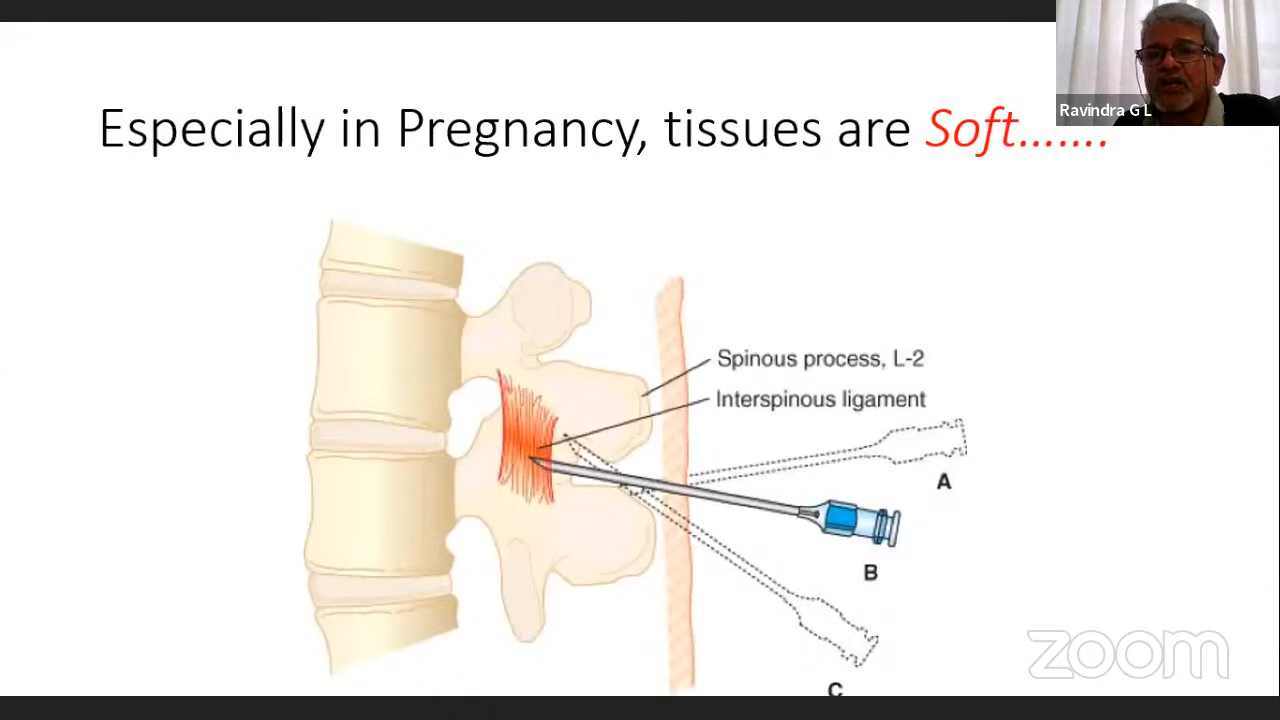 Ravindra G L
Especially in Pregnancy, tissues are Soft.......
Spinous process, L-2
Interspinous ligament
A
B
C
zoom